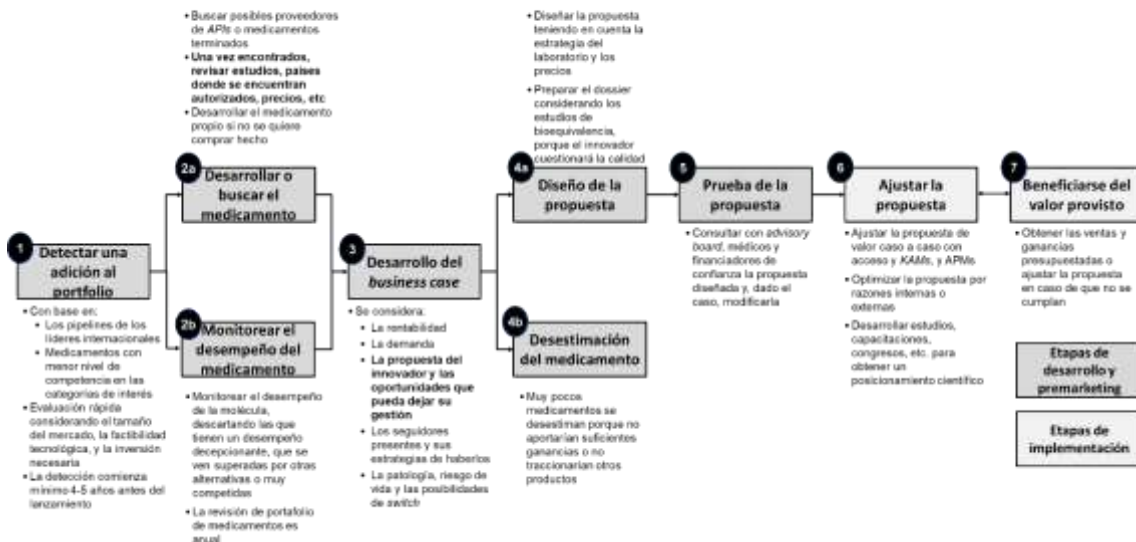 • Buscar posibles proveedores
de APIs o medicamentos
terminados
• Una vez encontrados,
revisar estudios, países
donde se encuentran
autorizados, precios, etc
• Desarrollar el medicamento
propio si no se quiere
comprar hecho
2a
Desarrollar o
buscar el
medicamento
1
Detectar una
adición al
portfolio
• Con base en:
• Los pipelines de los
líderes internacionales
• Medicamentos con
menor nivel de
competencia en las
categorías de interés
• Evaluación rápida
considerando el tamaño
del mercado, la factibilidad
tecnológica, y la inversión
necesaria
• La detección comienza
mínimo 4-5 años antes del
lanzamiento
2b
Monitorear el
desempeño del
medicamento
• Monitorear el desempeño
de la molécula,
descartando las que
tienen un desempeño
decepcionante, que se
ven superadas por otras
alternativas o muy
competidas
• La revisión de portafolio
de medicamentos es
anual
3
Desarrollo del
business case
• Se considera:
• La rentabilidad
• La demanda
• La propuesta del
innovador y las
oportunidades que
pueda dejar su
gestión
• Los seguidores
presentes y sus
estrategias de haberlos
• La patología, riesgo de
vida y las posibilidades
de switch
• Diseñar la propuesta
teniendo en cuenta la
estrategia del
laboratorio y los
precios
• Preparar el dossier
considerando los
estudios de
bioequivalencia,
porque el innovador
cuestionará la calidad
4a
Diseño de la
propuesta
4b
Desestimación
del medicamento
• Muy pocos
medicamentos se
desestiman porque no
aportarían suficientes
ganancias o no
traccionarían otros
productos
5
Prueba de la
propuesta
• Consultar con advisory
board, médicos y
financiadores de
confianza la propuesta
diseñada y, dado el
caso, modificarla
6
Ajustar la
propuesta
• Ajustar la propuesta de
valor caso a caso con
acceso y KAMs, y APMs
• Optimizar la propuesta por
razones internas o
externas
• Desarrollar estudios,
capacitaciones,
congresos, etc. para
obtener un
posicionamiento científico
7
Beneficiarse del
valor provisto
• Obtener las ventas y
ganancias
presupuestadas o
ajustar la propuesta
en caso de que no se
cumplan
Etapas de
desarrollo y
premarketing
Etapas de
implementación